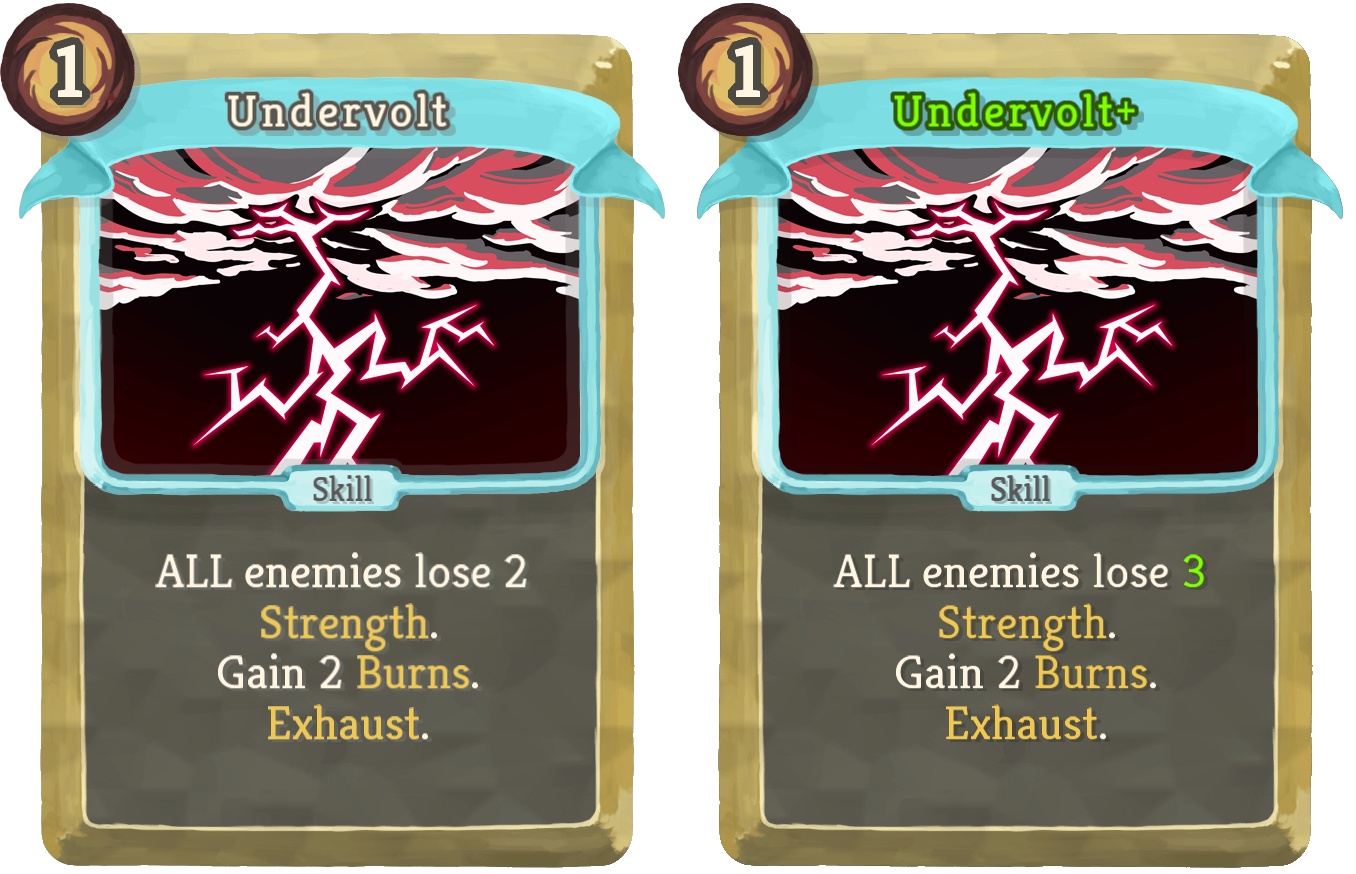 1
Undervolt
Skill
ALL enemies lose 2
Strength.
Gain 2 Burns.
Exhaust.
1
Undervolt+
Skill
ALL enemies lose 3
Strength.
Gain 2 Burns.
Exhaust.